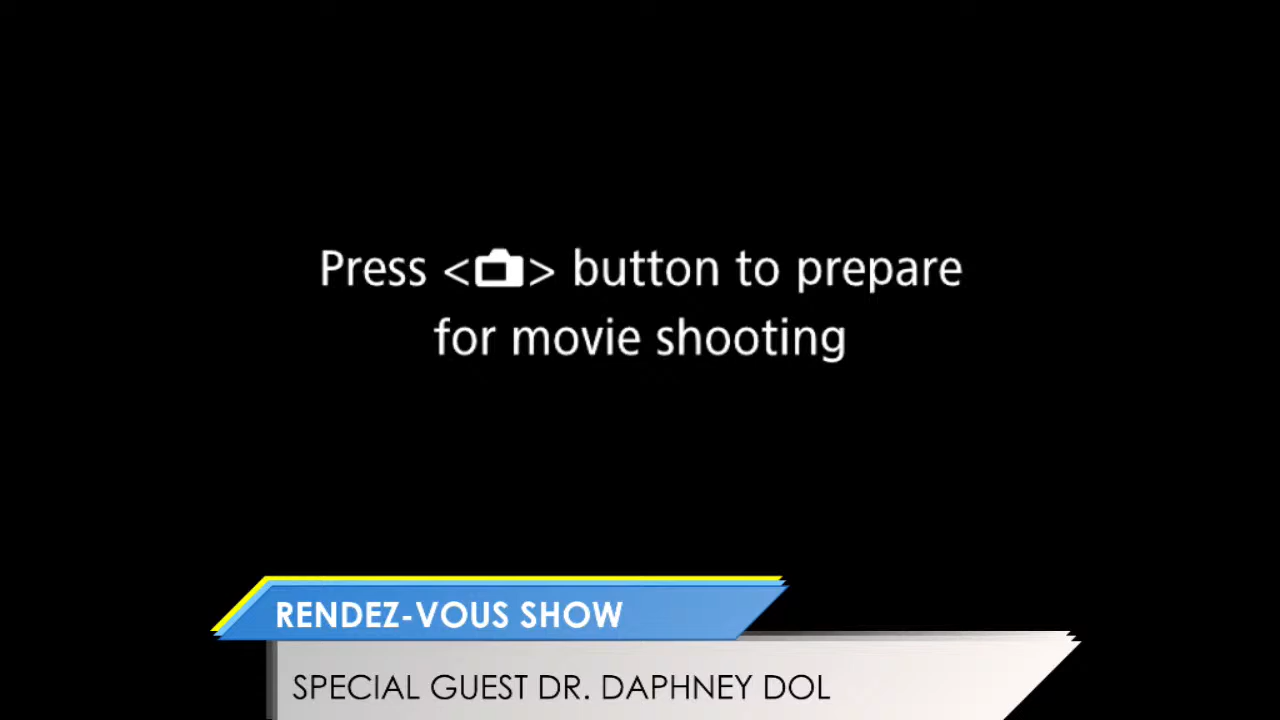 Press <📷> button to prepare
for movie shooting
RENDEZ-VOUS SHOW
SPECIAL GUEST DR. DAPHNEY DOL